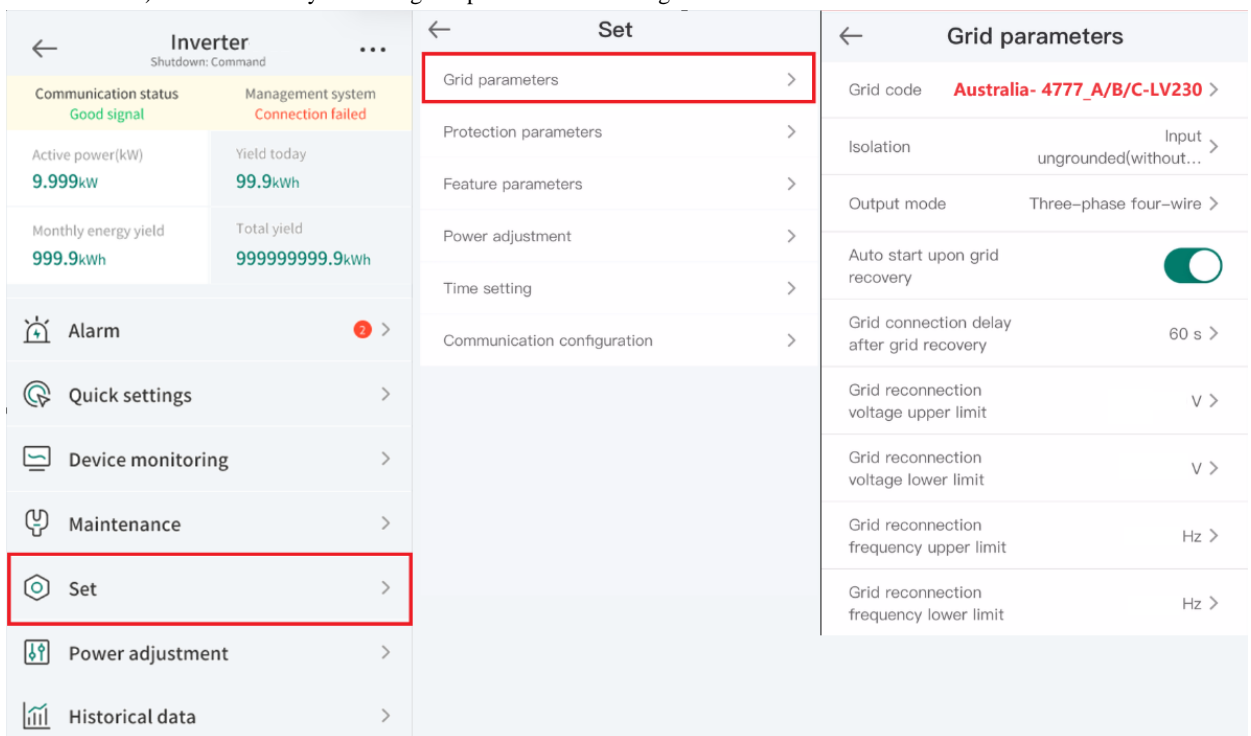 Inverter
Shutdown: Command
Communication status
Good signal
Management system
Connection failed
Active power(kW)
9.999kW
Yield today
99.9kWh
Monthly energy yield
999.9kWh
Total yield
999999999.9kWh
Alarm
2
Quick settings
Device monitoring
Maintenance
Set
Power adjustment
Historical data
Set
Grid parameters
Protection parameters
Feature parameters
Power adjustment
Time setting
Communication configuration
Grid parameters
Grid code Australia- 4777_A/B/C-LV230
Isolation
Input
ungrounded(without...
Output mode Three-phase four-wire
Auto start upon grid
recovery
Grid connection delay
after grid recovery
60 s
Grid reconnection
voltage upper limit
V
Grid reconnection
voltage lower limit
V
Grid reconnection
frequency upper limit
Hz
Grid reconnection
frequency lower limit
Hz